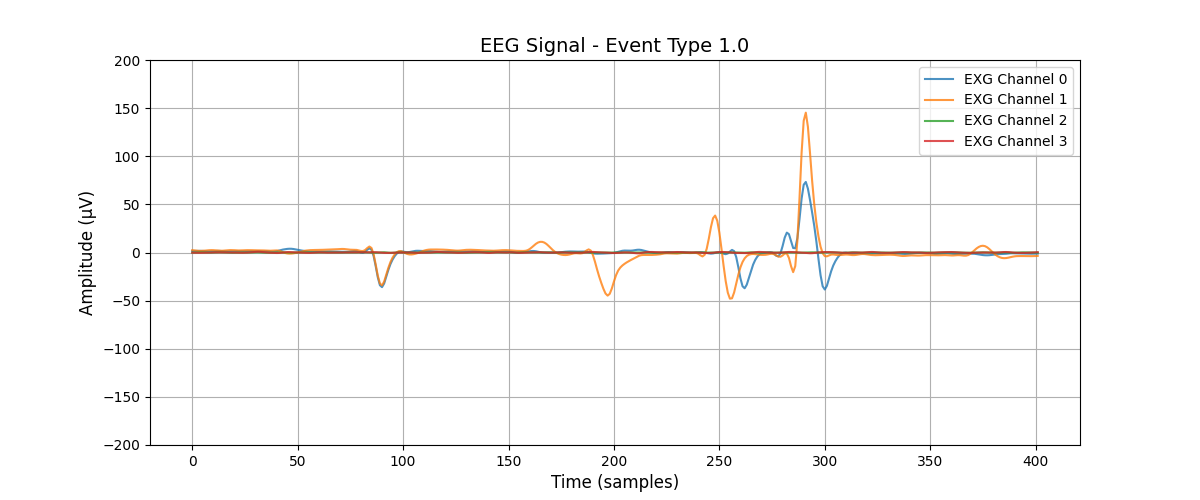 EEG Signal - Event Type 1.0
200
150
100
50
0
−50
−100
−150
−200
Amplitude (µV)
EXG Channel 0
EXG Channel 1
EXG Channel 2
EXG Channel 3
0 50 100 150 200 250 300 350 400
Time (samples)